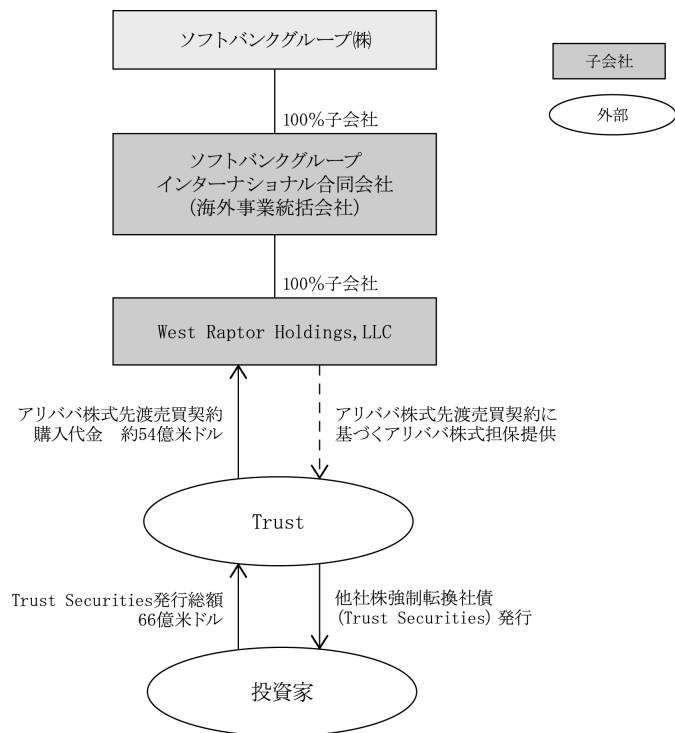 ソフトバンクグループ㈱
子会社
外部
100%子会社
ソフトバンクグループ
インターナショナル合同会社
(海外事業統括会社)
100%子会社
West Raptor Holdings,LLC
アリババ株式先渡売買契約
購入代金　約54億米ドル
アリババ株式先渡売買契約に
基づくアリババ株式担保提供
Trust
Trust Securities発行総額
66億米ドル
他社株強制転換社債
(Trust Securities) 発行
投資家